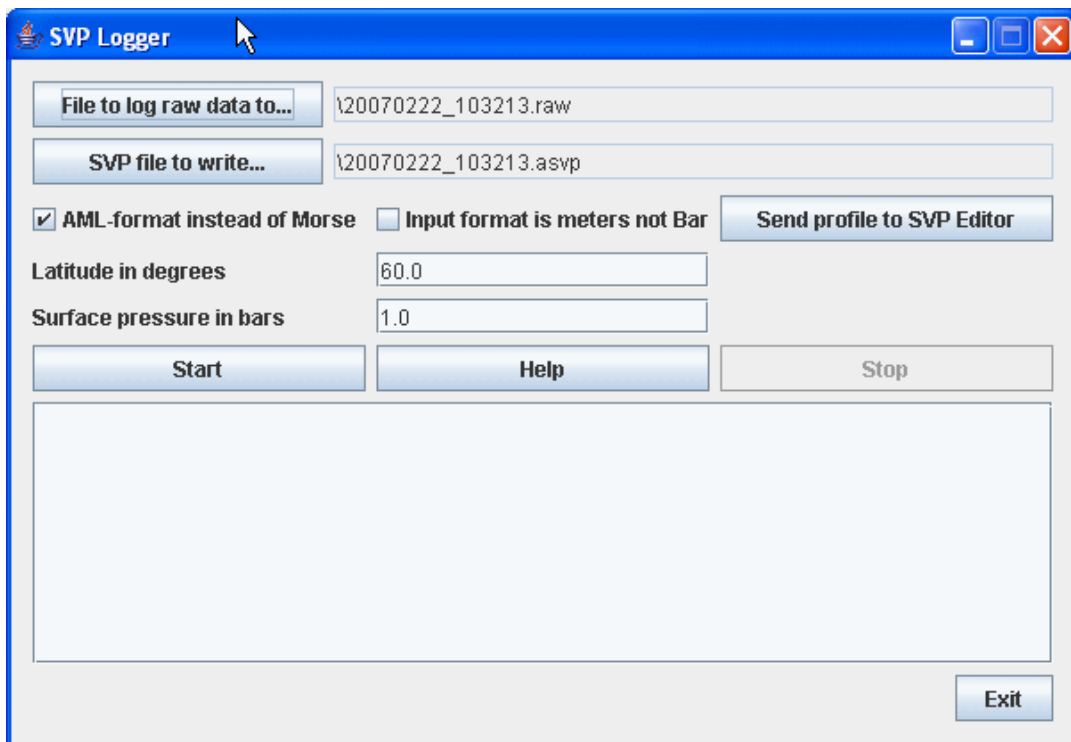 SVP Logger
File to log raw data to... \20070222_103213.raw
SVP file to write... \20070222_103213.asvp
AML-format instead of Morse Input format is meters not Bar Send profile to SVP Editor
Latitude in degrees 60.0
Surface pressure in bars 1.0
Start Help Stop
Exit